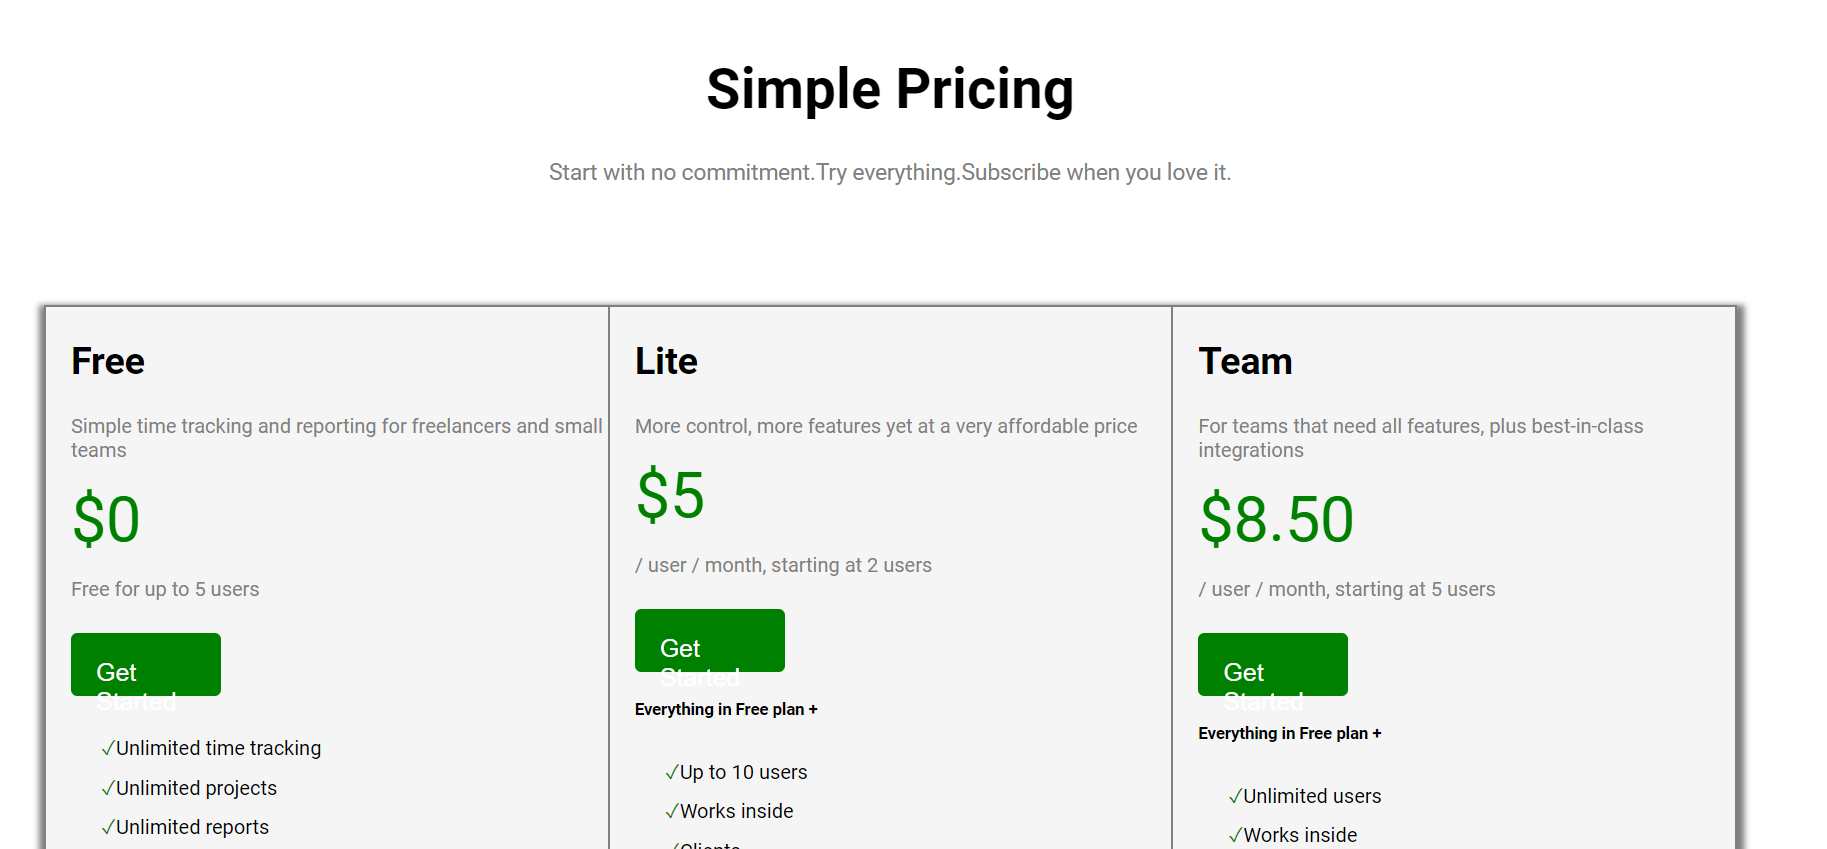 Simple Pricing
Start with no commitment.Try everything.Subscribe when you love it.
Free
Simple time tracking and reporting for freelancers and small
teams
$0
Free for up to 5 users
Get
Started
✓Unlimited time tracking
✓Unlimited projects
✓Unlimited reports
Lite
More control, more features yet at a very affordable price
$5
/ user / month, starting at 2 users
Get
Started
Everything in Free plan +
✓Up to 10 users
✓Works inside
✓Clients
Team
For teams that need all features, plus best-in-class
integrations
$8.50
/ user / month, starting at 5 users
Get
Started
Everything in Free plan +
✓Unlimited users
✓Works inside